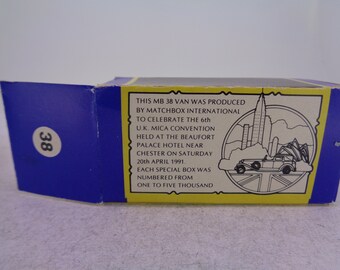 THIS MB 38 VAN WAS PRODUCED
BY MATCHBOX INTERNATIONAL
TO CELEBRATE THE 6th
U.K. MICA CONVENTION
HELD AT THE BEAUFORT
PALACE HOTEL NEAR
CHESTER ON SATURDAY
20th APRIL 1991.
EACH SPECIAL BOX WAS
NUMBERED FROM
ONE TO FIVE THOUSAND
38